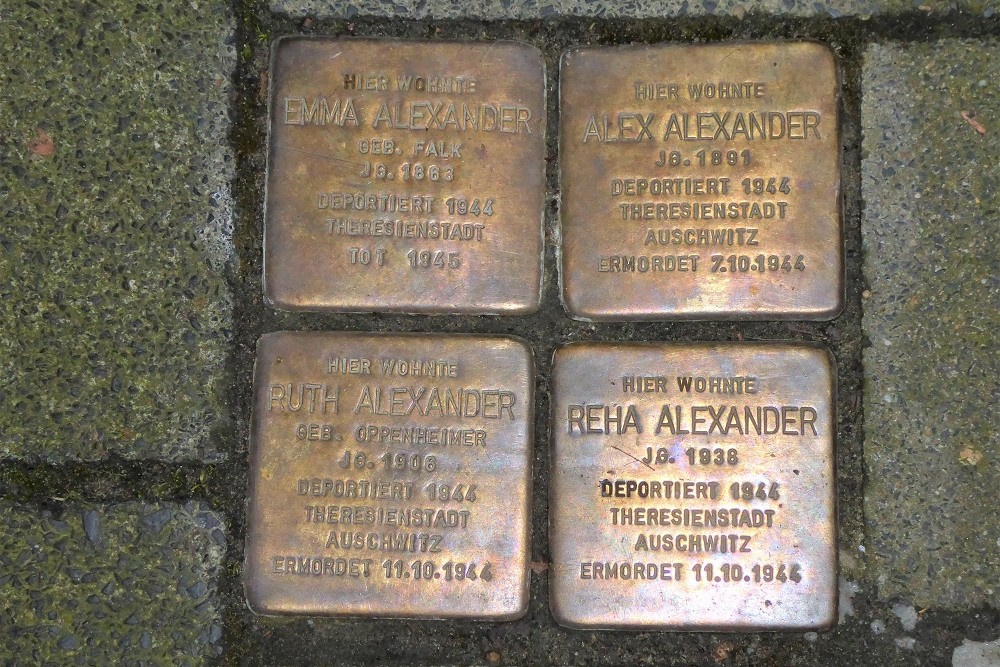 HIER WOHNTE
EMMA ALEXANDER
GEB. FALK
JG. 1863
DEPORTIERT 1944
THERESIENSTADT
TOT 1945
HIER WOHNTE
ALEX ALEXANDER
JG. 1891
DEPORTIERT 1944
THERESIENSTADT
AUSCHWITZ
ERMORDET 7.10.1944
HIER WOHNTE
RUTH ALEXANDER
GEB. OPPENHEIMER
JG. 1906
DEPORTIERT 1944
THERESIENSTADT
AUSCHWITZ
ERMORDET 11.10.1944
HIER WOHNTE
REHA ALEXANDER
JG. 1938
DEPORTIERT 1944
THERESIENSTADT
AUSCHWITZ
ERMORDET 11.10.1944